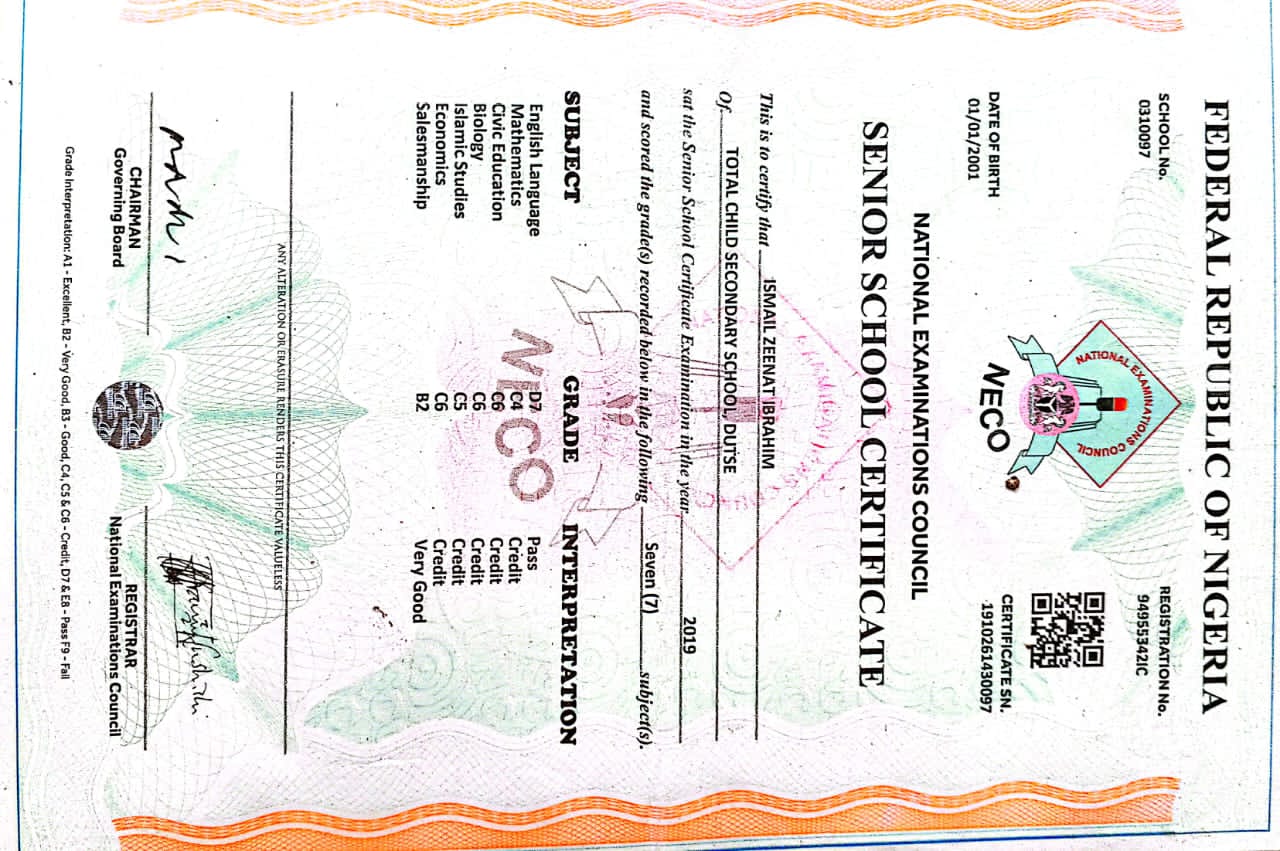 FEDERAL REPUBLIC OF NIGERIA
SCHOOL No.
0310097
REGISTRATION No.
94955342IC
NATIONAL EXAMINATIONS COUNCIL
NECO
DATE OF BIRTH
01/01/2001
CERTIFICATE SN.
1910261430097
NATIONAL EXAMINATIONS COUNCIL
SENIOR SCHOOL CERTIFICATE
This is to certify that ISMAIL ZEENAT IBRAHIM
Of TOTAL CHILD SECONDARY SCHOOL, DUTSE
sat the Senior School Certificate Examination in the year 2019
and scored the grade(s) recorded below in the following Seven (7) subject(s).
SUBJECT GRADE INTERPRETATION
English Language D7 Pass
Mathematics C4 Credit
Civic Education C6 Credit
Biology C6 Credit
Islamic Studies C5 Credit
Economics C6 Credit
Salesmanship B2 Very Good
NECO
ANY ALTERATION OR ERASURE RENDERS THIS CERTIFICATE VALUELESS
CHAIRMAN
Governing Board
REGISTRAR
National Examinations Council
Grade Interpretation: A1 - Excellent, B2 - Very Good, B3 - Good, C4, C5 & C6 - Credit, D7 & E8 - Pass F9 - Fail